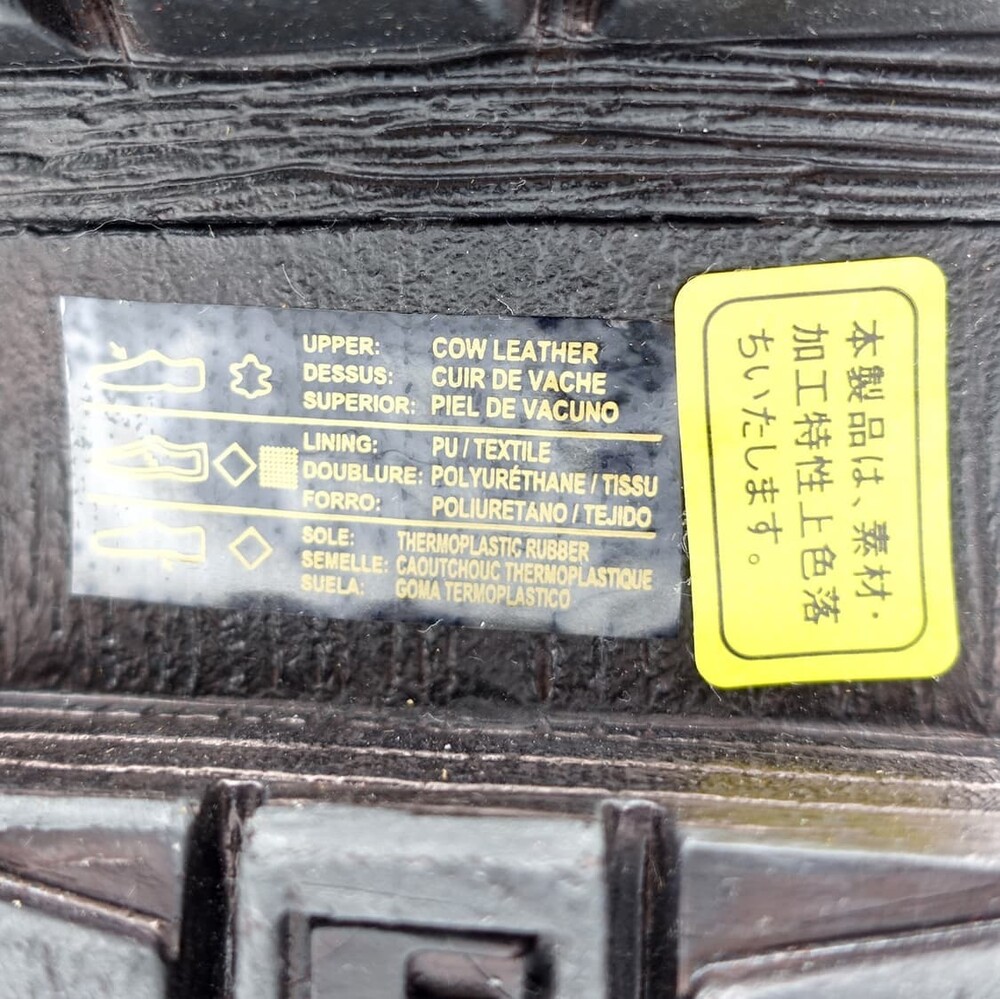 UPPER: COW LEATHER
DESSUS: CUIR DE VACHE
SUPERIOR: PIEL DE VACUNO
LINING: PU / TEXTILE
DOUBLURE: POLYURÉTHANE / TISSU
FORRO: POLIURETANO / TEJIDO
SOLE: THERMOPLASTIC RUBBER
SEMELLE: CAOUTCHOUC THERMOPLASTIQUE
SUELA: GOMA TERMOPLASTICO
本製品は、素材・
加工特性上色落
ちいたします。